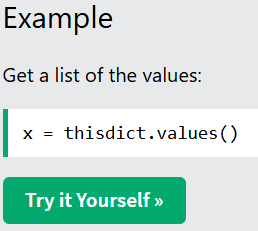 Example
Get a list of the values:
x = thisdict.values()
Try it Yourself »